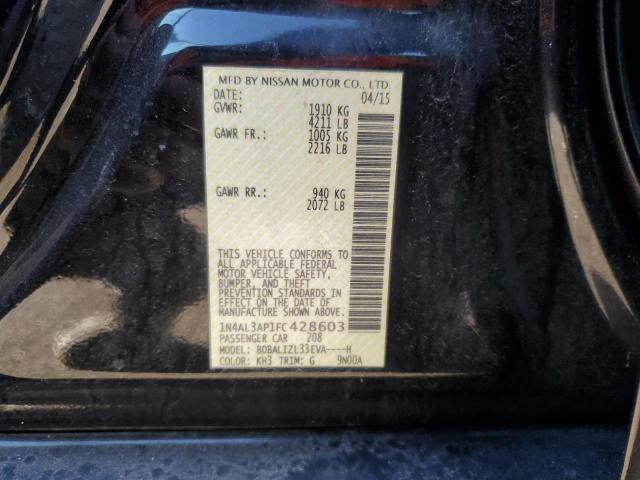 MFD BY NISSAN MOTOR CO., LTD.
DATE: 04/15
GVWR: 1910 KG
4211 LB
GAWR FR.: 1005 KG
2216 LB
GAWR RR.: 940 KG
2072 LB
THIS VEHICLE CONFORMS TO
ALL APPLICABLE FEDERAL
MOTOR VEHICLE SAFETY,
BUMPER, AND THEFT
PREVENTION STANDARDS IN
EFFECT ON THE DATE OF
MANUFACTURE SHOWN ABOVE.
1N4AL3AP1FC428603
PASSENGER CAR 208
MODEL: BDBALIZL33EVA----H
COLOR: KH3 TRIM: G 9N00A